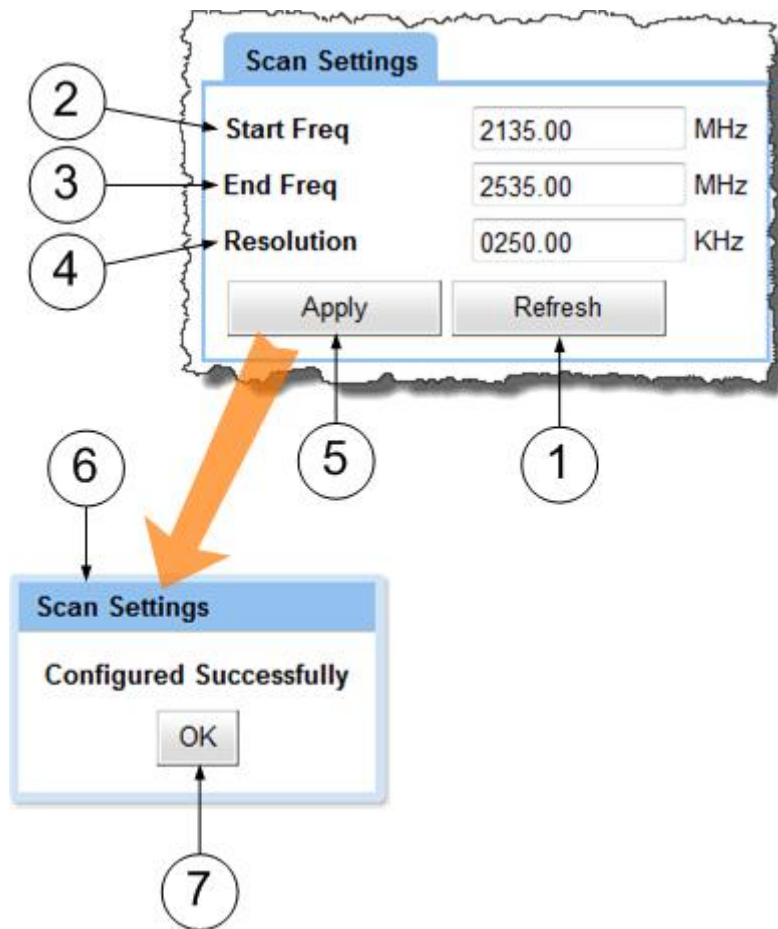 Scan Settings
2
Start Freq 2135.00 MHz
3
End Freq 2535.00 MHz
4
Resolution 0250.00 KHz
Apply Refresh
5 1
6
Scan Settings
Configured Successfully
OK
7